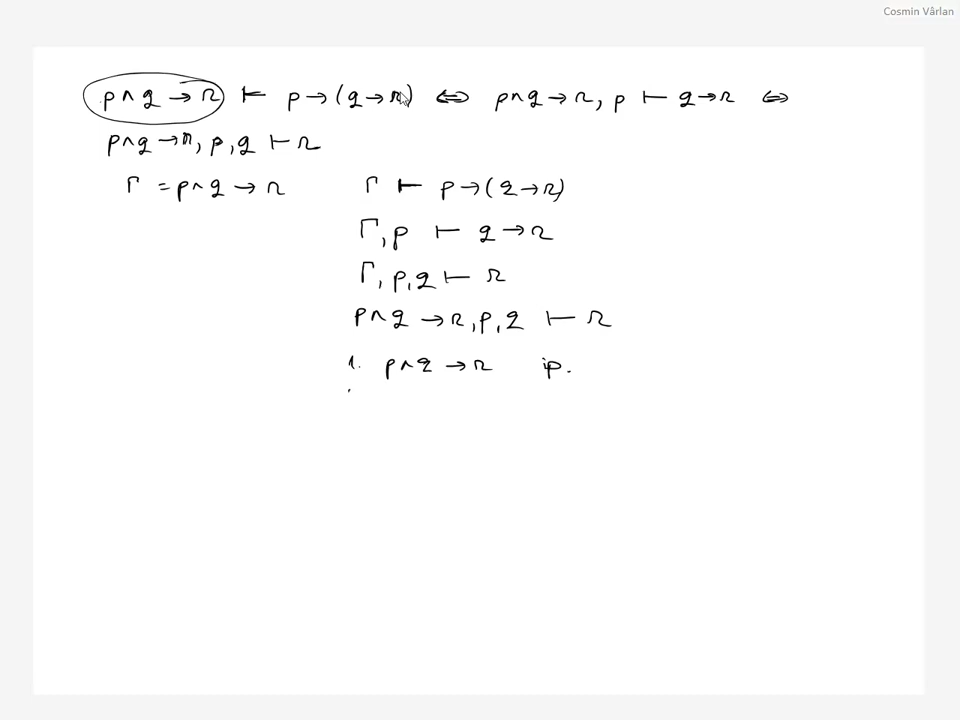 Cosmin Vârlan
p ∧ q → r ⊢ p → (q → r) ⇔ p ∧ q → r, p ⊢ q → r ⇔
p ∧ q → r, p, q ⊢ r
Γ = p ∧ q → r Γ ⊢ p → (q → r)
Γ, p ⊢ q → r
Γ, p, q ⊢ r
p ∧ q → r, p, q ⊢ r
1. p ∧ q → r ip.